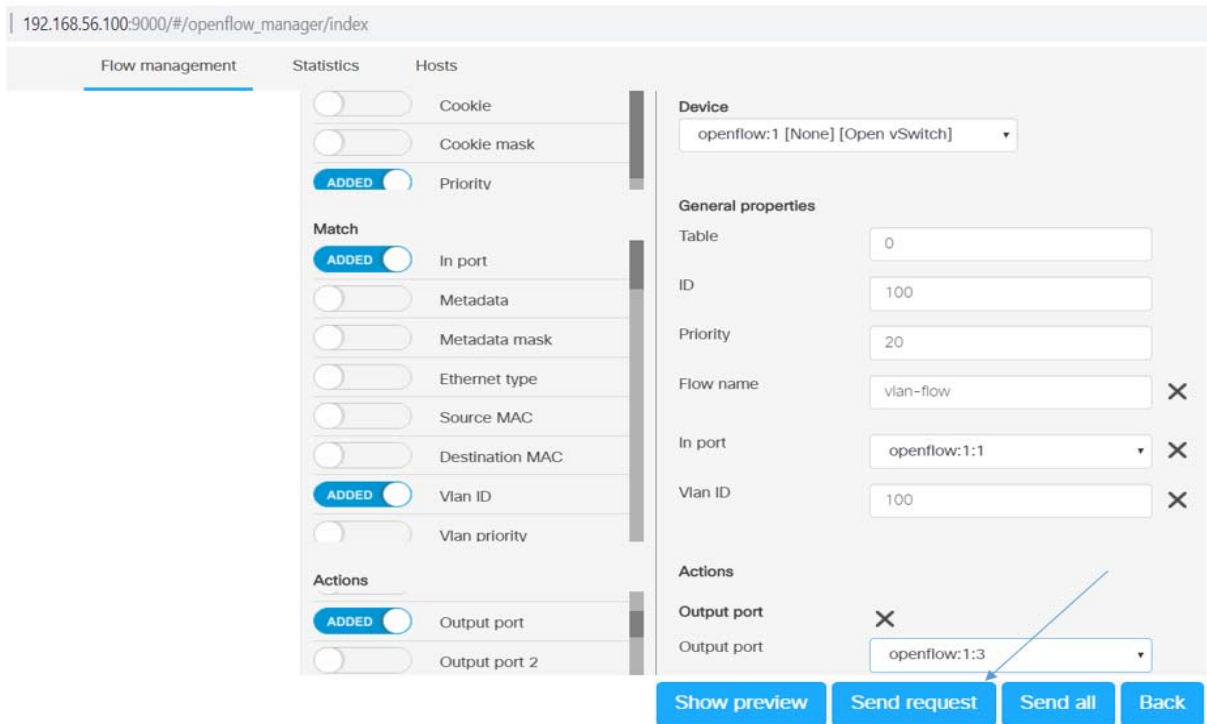 192.168.56.100:9000/#/openflow_manager/index
Flow management Statistics Hosts
Cookie
Cookie mask
ADDED Priority
Match
ADDED In port
Metadata
Metadata mask
Ethernet type
Source MAC
Destination MAC
ADDED Vlan ID
Vlan priority
Actions
ADDED Output port
Output port 2
Device
openflow:1 [None] [Open vSwitch]
General properties
Table 0
ID 100
Priority 20
Flow name vlan-flow
In port openflow:1:1
Vlan ID 100
Actions
Output port
Output port openflow:1:3
Show preview Send request Send all Back